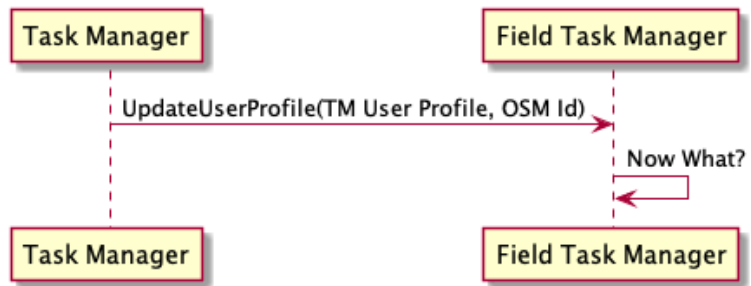 Task Manager
Field Task Manager
UpdateUserProfile(TM User Profile, OSM Id)
Now What?
Task Manager
Field Task Manager